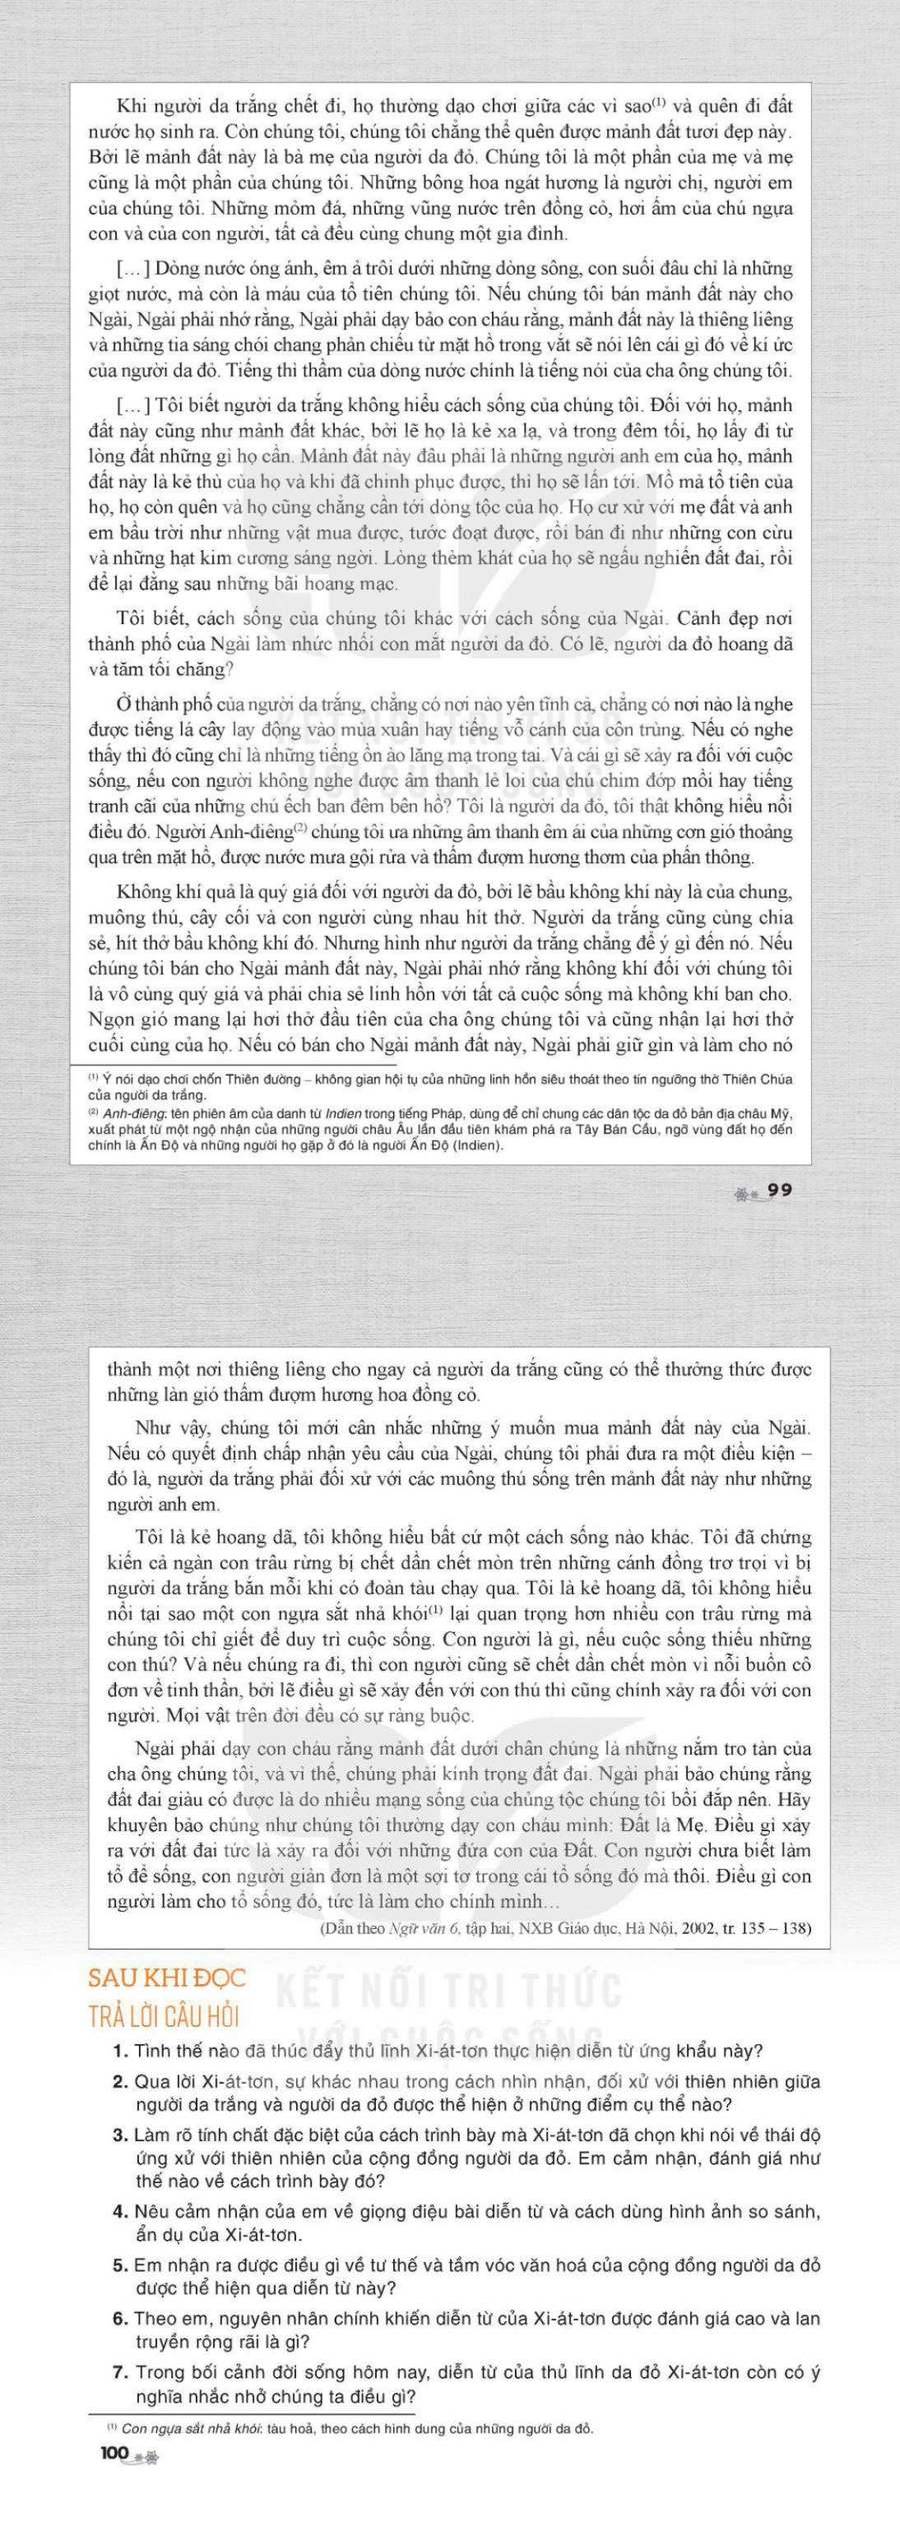 Khi người da trắng chết đi, họ thường dạo chơi giữa các vì sao(1) và quên đi đất
nước họ sinh ra. Còn chúng tôi, chúng tôi chẳng thể quên được mảnh đất tươi đẹp này.
Bởi lẽ mảnh đất này là bà mẹ của người da đỏ. Chúng tôi là một phần của mẹ và mẹ
cũng là một phần của chúng tôi. Những bông hoa ngát hương là người chị, người em
của chúng tôi. Những mỏm đá, những vũng nước trên đồng cỏ, hơi ấm của chú ngựa
con và của con người, tất cả đều cùng chung một gia đình.
[…] Dòng nước óng ánh, êm ả trôi dưới những dòng sông, con suối đâu chỉ là những
giọt nước, mà còn là máu của tổ tiên chúng tôi. Nếu chúng tôi bán mảnh đất này cho
Ngài, Ngài phải nhớ rằng, Ngài phải dạy bảo con cháu rằng, mảnh đất này là thiêng liêng
và những tia sáng chói chang phản chiếu từ mặt hồ trong vắt sẽ nói lên cái gì đó về kí ức
của người da đỏ. Tiếng thì thầm của dòng nước chính là tiếng nói của cha ông chúng tôi.
[…] Tôi biết người da trắng không hiểu cách sống của chúng tôi. Đối với họ, mảnh
đất này cũng như mảnh đất khác, bởi lẽ họ là kẻ xa lạ, và trong đêm tối, họ lấy đi từ
lòng đất những gì họ cần. Mảnh đất này đâu phải là những người anh em của họ, mảnh
đất này là kẻ thù của họ và khi đã chinh phục được, thì họ sẽ lấn tới. Mồ mả tổ tiên của
họ, họ còn quên và họ cũng chẳng cần tới dòng tộc của họ. Họ cư xử với mẹ đất và anh
em bầu trời như những vật mua được, tước đoạt được, rồi bán đi như những con cừu
và những hạt kim cương sáng ngời. Lòng thèm khát của họ sẽ ngấu nghiến đất đai, rồi
để lại đằng sau những bãi hoang mạc.
Tôi biết, cách sống của chúng tôi khác với cách sống của Ngài. Cảnh đẹp nơi
thành phố của Ngài làm nhức nhối con mắt người da đỏ. Có lẽ, người da đỏ hoang dã
và tăm tối chăng?
Ở thành phố của người da trắng, chẳng có nơi nào yên tĩnh cả, chẳng có nơi nào là nghe
được tiếng lá cây lay động vào mùa xuân hay tiếng vỗ cánh của côn trùng. Nếu có nghe
thấy thì đó cũng chỉ là những tiếng ồn ào lăng mạ trong tai. Và cái gì sẽ xảy ra đối với cuộc
sống, nếu con người không nghe được âm thanh lẻ loi của chú chim đớp mồi hay tiếng
tranh cãi của những chú ếch ban đêm bên hồ? Tôi là người da đỏ, tôi thật không hiểu nổi
điều đó. Người Anh-điêng(2) chúng tôi ưa những âm thanh êm ái của những cơn gió thoảng
qua trên mặt hồ, được nước mưa gội rửa và thấm đượm hương thơm của phấn thông.
Không khí quả là quý giá đối với người da đỏ, bởi lẽ bầu không khí này là của chung,
muông thú, cây cối và con người cùng nhau hít thở. Người da trắng cũng cùng chia
sẻ, hít thở bầu không khí đó. Nhưng hình như người da trắng chẳng để ý gì đến nó. Nếu
chúng tôi bán cho Ngài mảnh đất này, Ngài phải nhớ rằng không khí đối với chúng tôi
là vô cùng quý giá và phải chia sẻ linh hồn với tất cả cuộc sống mà không khí ban cho.
Ngọn gió mang lại hơi thở đầu tiên của cha ông chúng tôi và cũng nhận lại hơi thở
cuối cùng của họ. Nếu có bán cho Ngài mảnh đất này, Ngài phải giữ gìn và làm cho nó
(1) Ý nói dạo chơi chốn Thiên đường – không gian hội tụ của những linh hồn siêu thoát theo tín ngưỡng thờ Thiên Chúa
của người da trắng.
(2) Anh-điêng: tên phiên âm của danh từ Indien trong tiếng Pháp, dùng để chỉ chung các dân tộc da đỏ bản địa châu Mỹ,
xuất phát từ một ngộ nhận của những người châu Âu lần đầu tiên khám phá ra Tây Bán Cầu, ngỡ vùng đất họ đến
chính là Ấn Độ và những người họ gặp ở đó là người Ấn Độ (Indien).
99
thành một nơi thiêng liêng cho ngay cả người da trắng cũng có thể thưởng thức được
những làn gió thấm đượm hương hoa đồng cỏ.
Như vậy, chúng tôi mới cân nhắc những ý muốn mua mảnh đất này của Ngài.
Nếu có quyết định chấp nhận yêu cầu của Ngài, chúng tôi phải đưa ra một điều kiện –
đó là, người da trắng phải đối xử với các muông thú sống trên mảnh đất này như những
người anh em.
Tôi là kẻ hoang dã, tôi không hiểu bất cứ một cách sống nào khác. Tôi đã chứng
kiến cả ngàn con trâu rừng bị chết dần chết mòn trên những cánh đồng trơ trọi vì bị
người da trắng bắn mỗi khi có đoàn tàu chạy qua. Tôi là kẻ hoang dã, tôi không hiểu
nổi tại sao một con ngựa sắt nhả khói(1) lại quan trọng hơn nhiều con trâu rừng mà
chúng tôi chỉ giết để duy trì cuộc sống. Con người là gì, nếu cuộc sống thiếu những
con thú? Và nếu chúng ra đi, thì con người cũng sẽ chết dần chết mòn vì nỗi buồn cô
đơn về tinh thần, bởi lẽ điều gì sẽ xảy đến với con thú thì cũng chính xảy ra đối với con
người. Mọi vật trên đời đều có sự ràng buộc.
Ngài phải dạy con cháu rằng mảnh đất dưới chân chúng là những nắm tro tàn của
cha ông chúng tôi, và vì thế, chúng phải kính trọng đất đai. Ngài phải bảo chúng rằng
đất đai giàu có được là do nhiều mạng sống của chủng tộc chúng tôi bồi đắp nên. Hãy
khuyên bảo chúng như chúng tôi thường dạy con cháu mình: Đất là Mẹ. Điều gì xảy
ra với đất đai tức là xảy ra đối với những đứa con của Đất. Con người chưa biết làm
tổ để sống, con người giản đơn là một sợi tơ trong cái tổ sống đó mà thôi. Điều gì con
người làm cho tổ sống đó, tức là làm cho chính mình…
(Dẫn theo Ngữ văn 6, tập hai, NXB Giáo dục, Hà Nội, 2002, tr. 135 – 138)
SAU KHI ĐỌC
KẾT NỐI TRI THỨC
TRẢ LỜI CÂU HỎI
VỚI CUỘC SỐNG
1. Tình thế nào đã thúc đẩy thủ lĩnh Xi-át-tơn thực hiện diễn từ ứng khẩu này?
2. Qua lời Xi-át-tơn, sự khác nhau trong cách nhìn nhận, đối xử với thiên nhiên giữa
người da trắng và người da đỏ được thể hiện ở những điểm cụ thể nào?
3. Làm rõ tính chất đặc biệt của cách trình bày mà Xi-át-tơn đã chọn khi nói về thái độ
ứng xử với thiên nhiên của cộng đồng người da đỏ. Em cảm nhận, đánh giá như
thế nào về cách trình bày đó?
4. Nêu cảm nhận của em về giọng điệu bài diễn từ và cách dùng hình ảnh so sánh,
ẩn dụ của Xi-át-tơn.
5. Em nhận ra được điều gì về tư thế và tầm vóc văn hoá của cộng đồng người da đỏ
được thể hiện qua diễn từ này?
6. Theo em, nguyên nhân chính khiến diễn từ của Xi-át-tơn được đánh giá cao và lan
truyền rộng rãi là gì?
7. Trong bối cảnh đời sống hôm nay, diễn từ của thủ lĩnh da đỏ Xi-át-tơn còn có ý
nghĩa nhắc nhở chúng ta điều gì?
(1) Con ngựa sắt nhả khói: tàu hoả, theo cách hình dung của những người da đỏ.
100